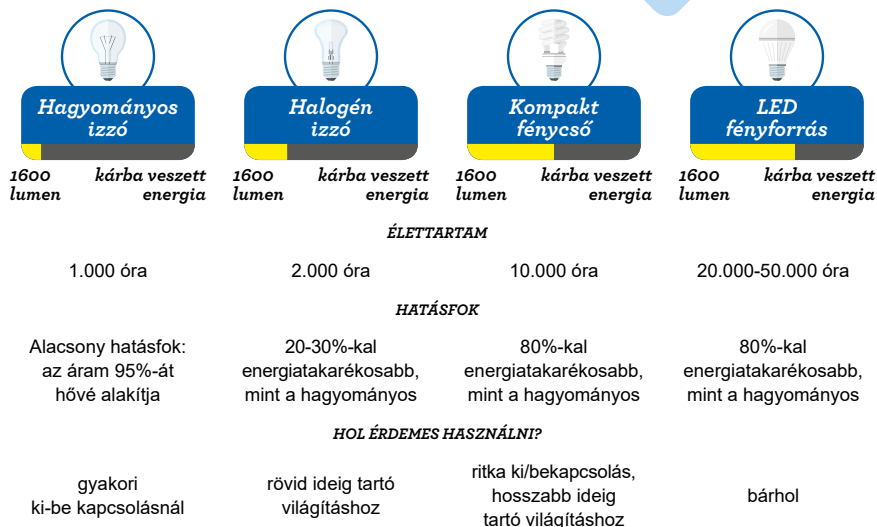 Hagyományos
izzó
Halogén
izzó
Kompakt
fénycső
LED
fényforrás
1600
lumen
kárba veszett
energia
1600
lumen
kárba veszett
energia
1600
lumen
kárba veszett
energia
1600
lumen
kárba veszett
energia
ÉLETTARTAM
1.000 óra
2.000 óra
10.000 óra
20.000-50.000 óra
HATÁSFOK
Alacsony hatásfok:
az áram 95%-át
hővé alakítja
20-30%-kal
energiatakarékosabb,
mint a hagyományos
80%-kal
energiatakarékosabb,
mint a hagyományos
80%-kal
energiatakarékosabb,
mint a hagyományos
HOL ÉRDEMES HASZNÁLNI?
gyakori
ki-be kapcsolásnál
rövid ideig tartó
világításhoz
ritka ki/bekapcsolás,
hosszabb ideig
tartó világításhoz
bárhol